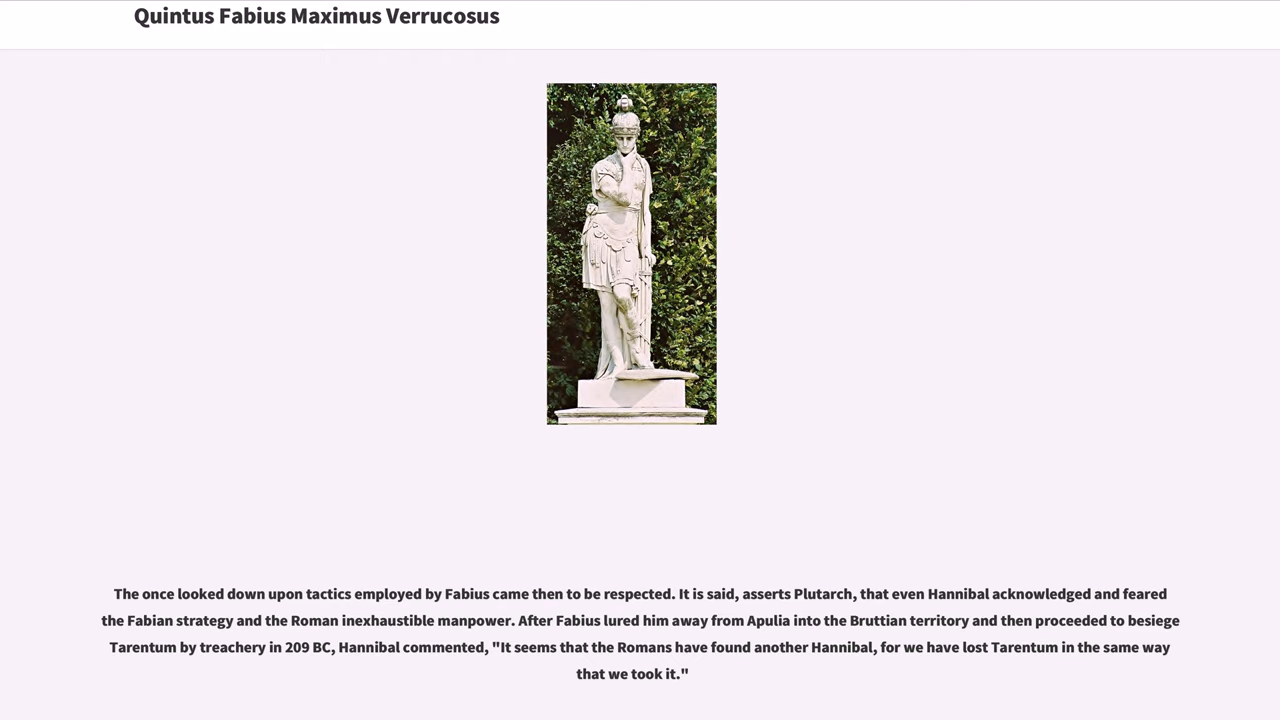 Quintus Fabius Maximus Verrucosus
The once looked down upon tactics employed by Fabius came then to be respected. It is said, asserts Plutarch, that even Hannibal acknowledged and feared
the Fabian strategy and the Roman inexhaustible manpower. After Fabius lured him away from Apulia into the Bruttian territory and then proceeded to besiege
Tarentum by treachery in 209 BC, Hannibal commented, "It seems that the Romans have found another Hannibal, for we have lost Tarentum in the same way
that we took it."